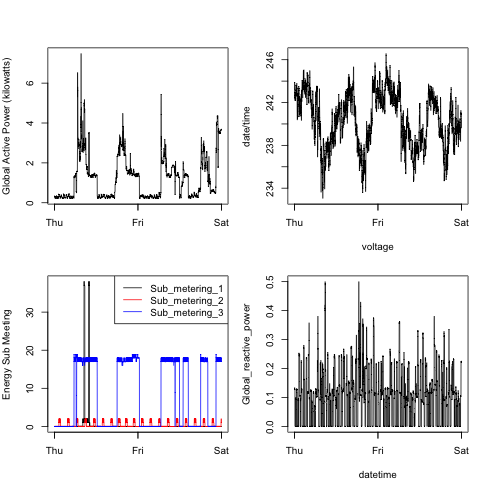 Global Active Power (kilowatts)
0 2 4 6
Thu Fri Sat
date/time
234 238 242 246
Thu Fri Sat
voltage
Energy Sub Meeting
0 10 20 30
Sub_metering_1
Sub_metering_2
Sub_metering_3
Thu Fri Sat
Global_reactive_power
0.0 0.1 0.2 0.3 0.4 0.5
Thu Fri Sat
datetime